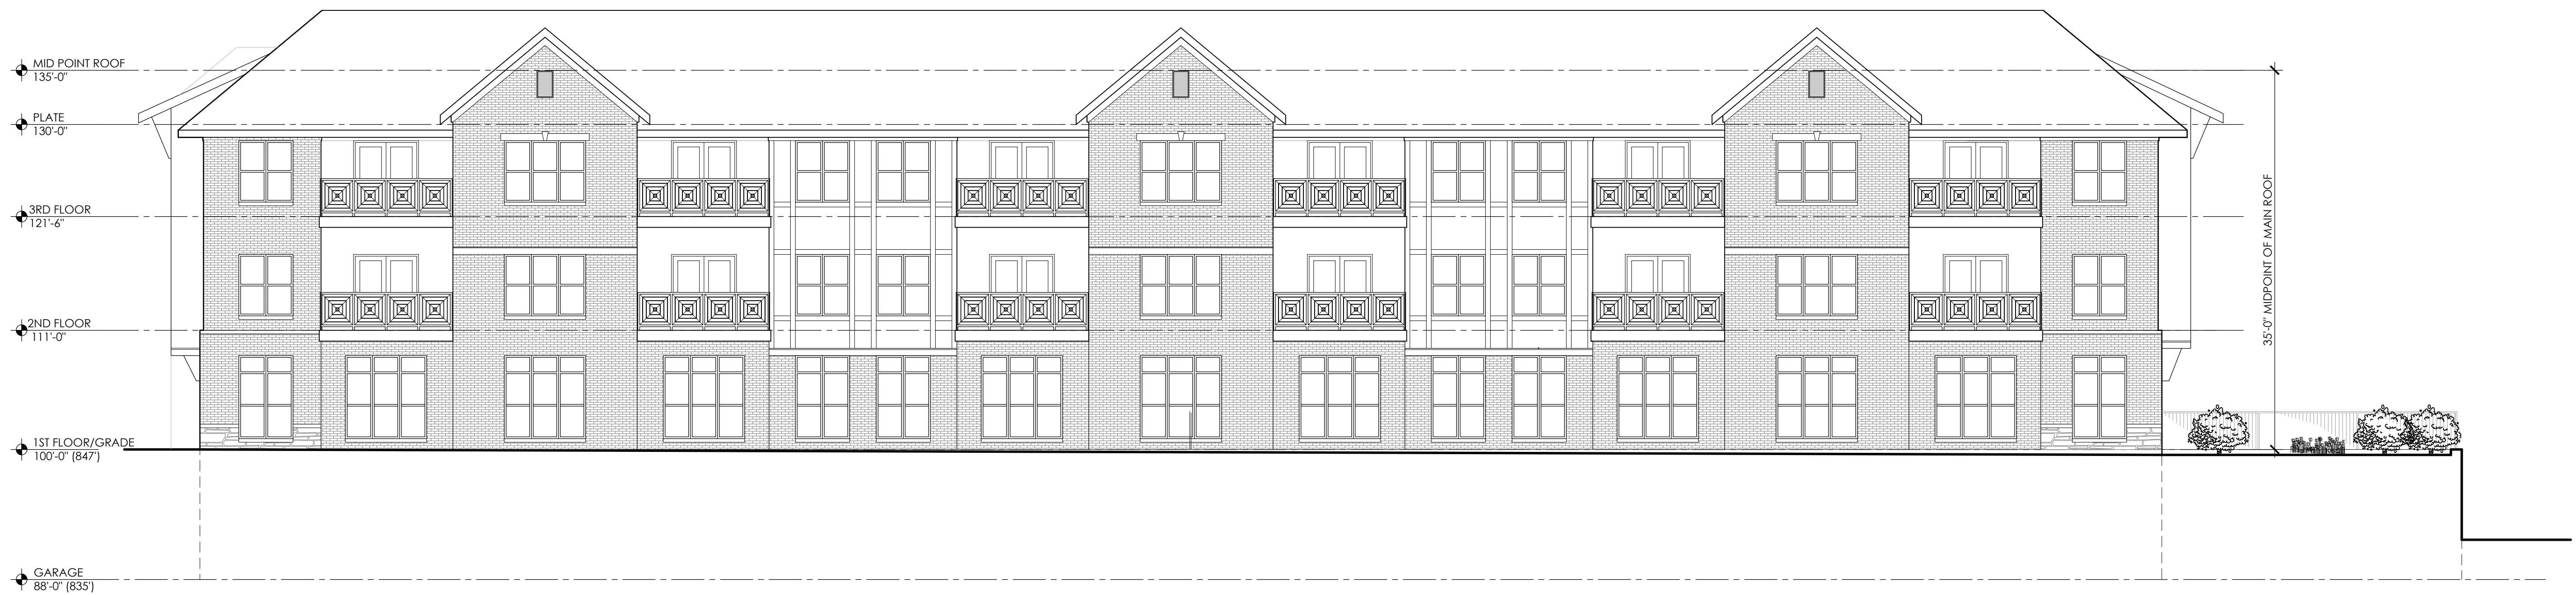 MID POINT ROOF
135'-0"
PLATE
130'-0"
3RD FLOOR
121'-6"
35'-0" MIDPOINT OF MAIN ROOF
2ND FLOOR
111'-0"
1ST FLOOR/GRADE
100'-0" (847')
GARAGE
88'-0" (835')